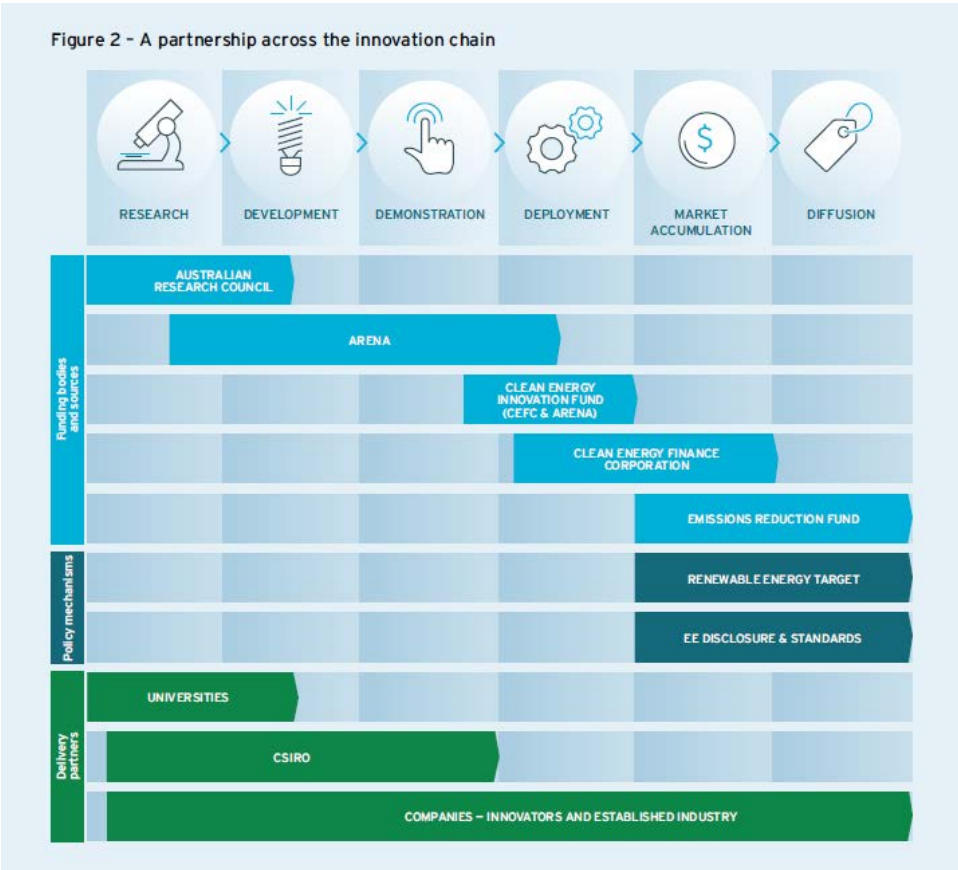 Figure 2 – A partnership across the innovation chain
$
RESEARCH
DEVELOPMENT
DEMONSTRATION
DEPLOYMENT
MARKET
ACCUMULATION
DIFFUSION
Funding bodies
and sources
AUSTRALIAN
RESEARCH COUNCIL
ARENA
CLEAN ENERGY
INNOVATION FUND
(CEFC & ARENA)
CLEAN ENERGY FINANCE
CORPORATION
EMISSIONS REDUCTION FUND
Policy mechanisms
RENEWABLE ENERGY TARGET
EE DISCLOSURE & STANDARDS
Delivery
partners
UNIVERSITIES
CSIRO
COMPANIES – INNOVATORS AND ESTABLISHED INDUSTRY